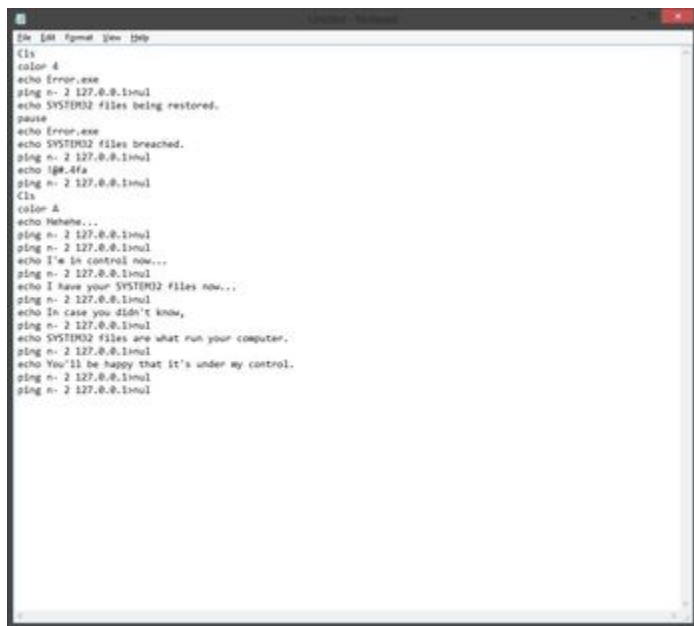 Untitled - Notepad
File Edit Format View Help
Cls
color 4
echo Error.exe
ping n- 2 127.0.0.1>nul
echo SYSTEM32 files being restored.
pause
echo Error.exe
echo SYSTEM32 files breached.
ping n- 2 127.0.0.1>nul
echo !@#.4fa
ping n- 2 127.0.0.1>nul
Cls
color A
echo Hehehe...
ping n- 2 127.0.0.1>nul
ping n- 2 127.0.0.1>nul
echo I'm in control now...
ping n- 2 127.0.0.1>nul
echo I have your SYSTEM32 files now...
ping n- 2 127.0.0.1>nul
echo In case you didn't know,
ping n- 2 127.0.0.1>nul
echo SYSTEM32 files are what run your computer.
ping n- 2 127.0.0.1>nul
echo You'll be happy that it's under my control.
ping n- 2 127.0.0.1>nul
ping n- 2 127.0.0.1>nul